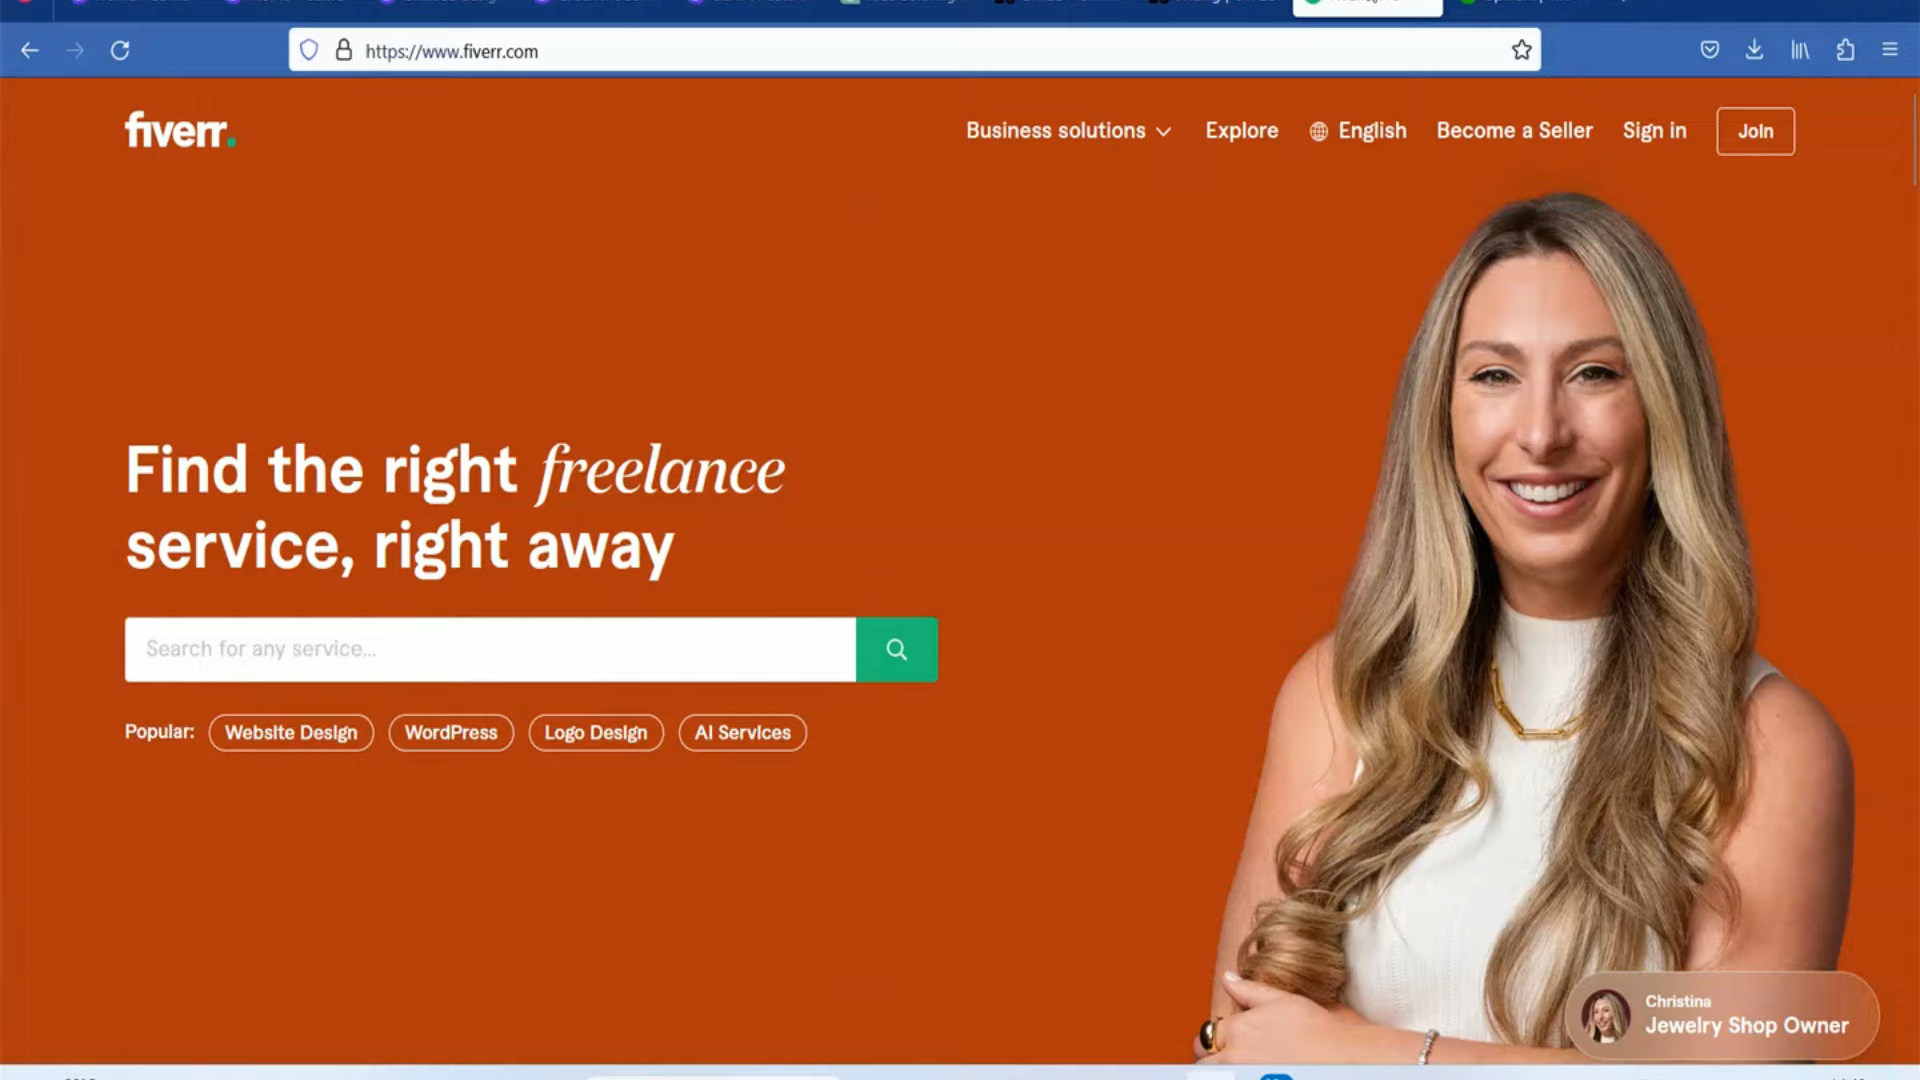 https://www.fiverr.com
fiverr.
Business solutions
Explore
English
Become a Seller
Sign in
Join
Find the right freelance
service, right away
Search for any service...
Popular:
Website Design
WordPress
Logo Design
AI Services
Christina
Jewelry Shop Owner